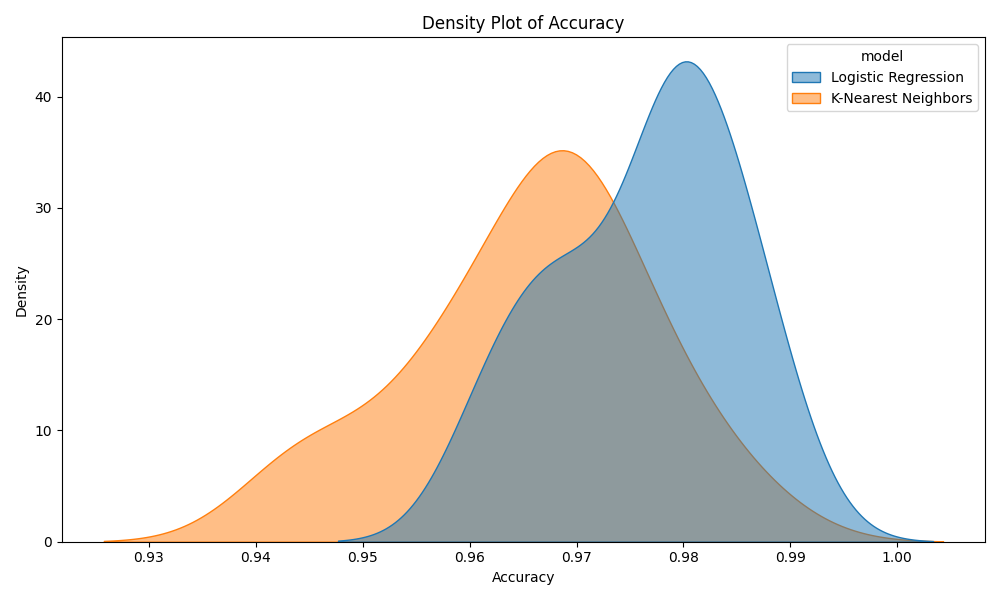 Density Plot of Accuracy
model
Logistic Regression
K-Nearest Neighbors
Density
40
30
20
10
0
0.93 0.94 0.95 0.96 0.97 0.98 0.99 1.00
Accuracy